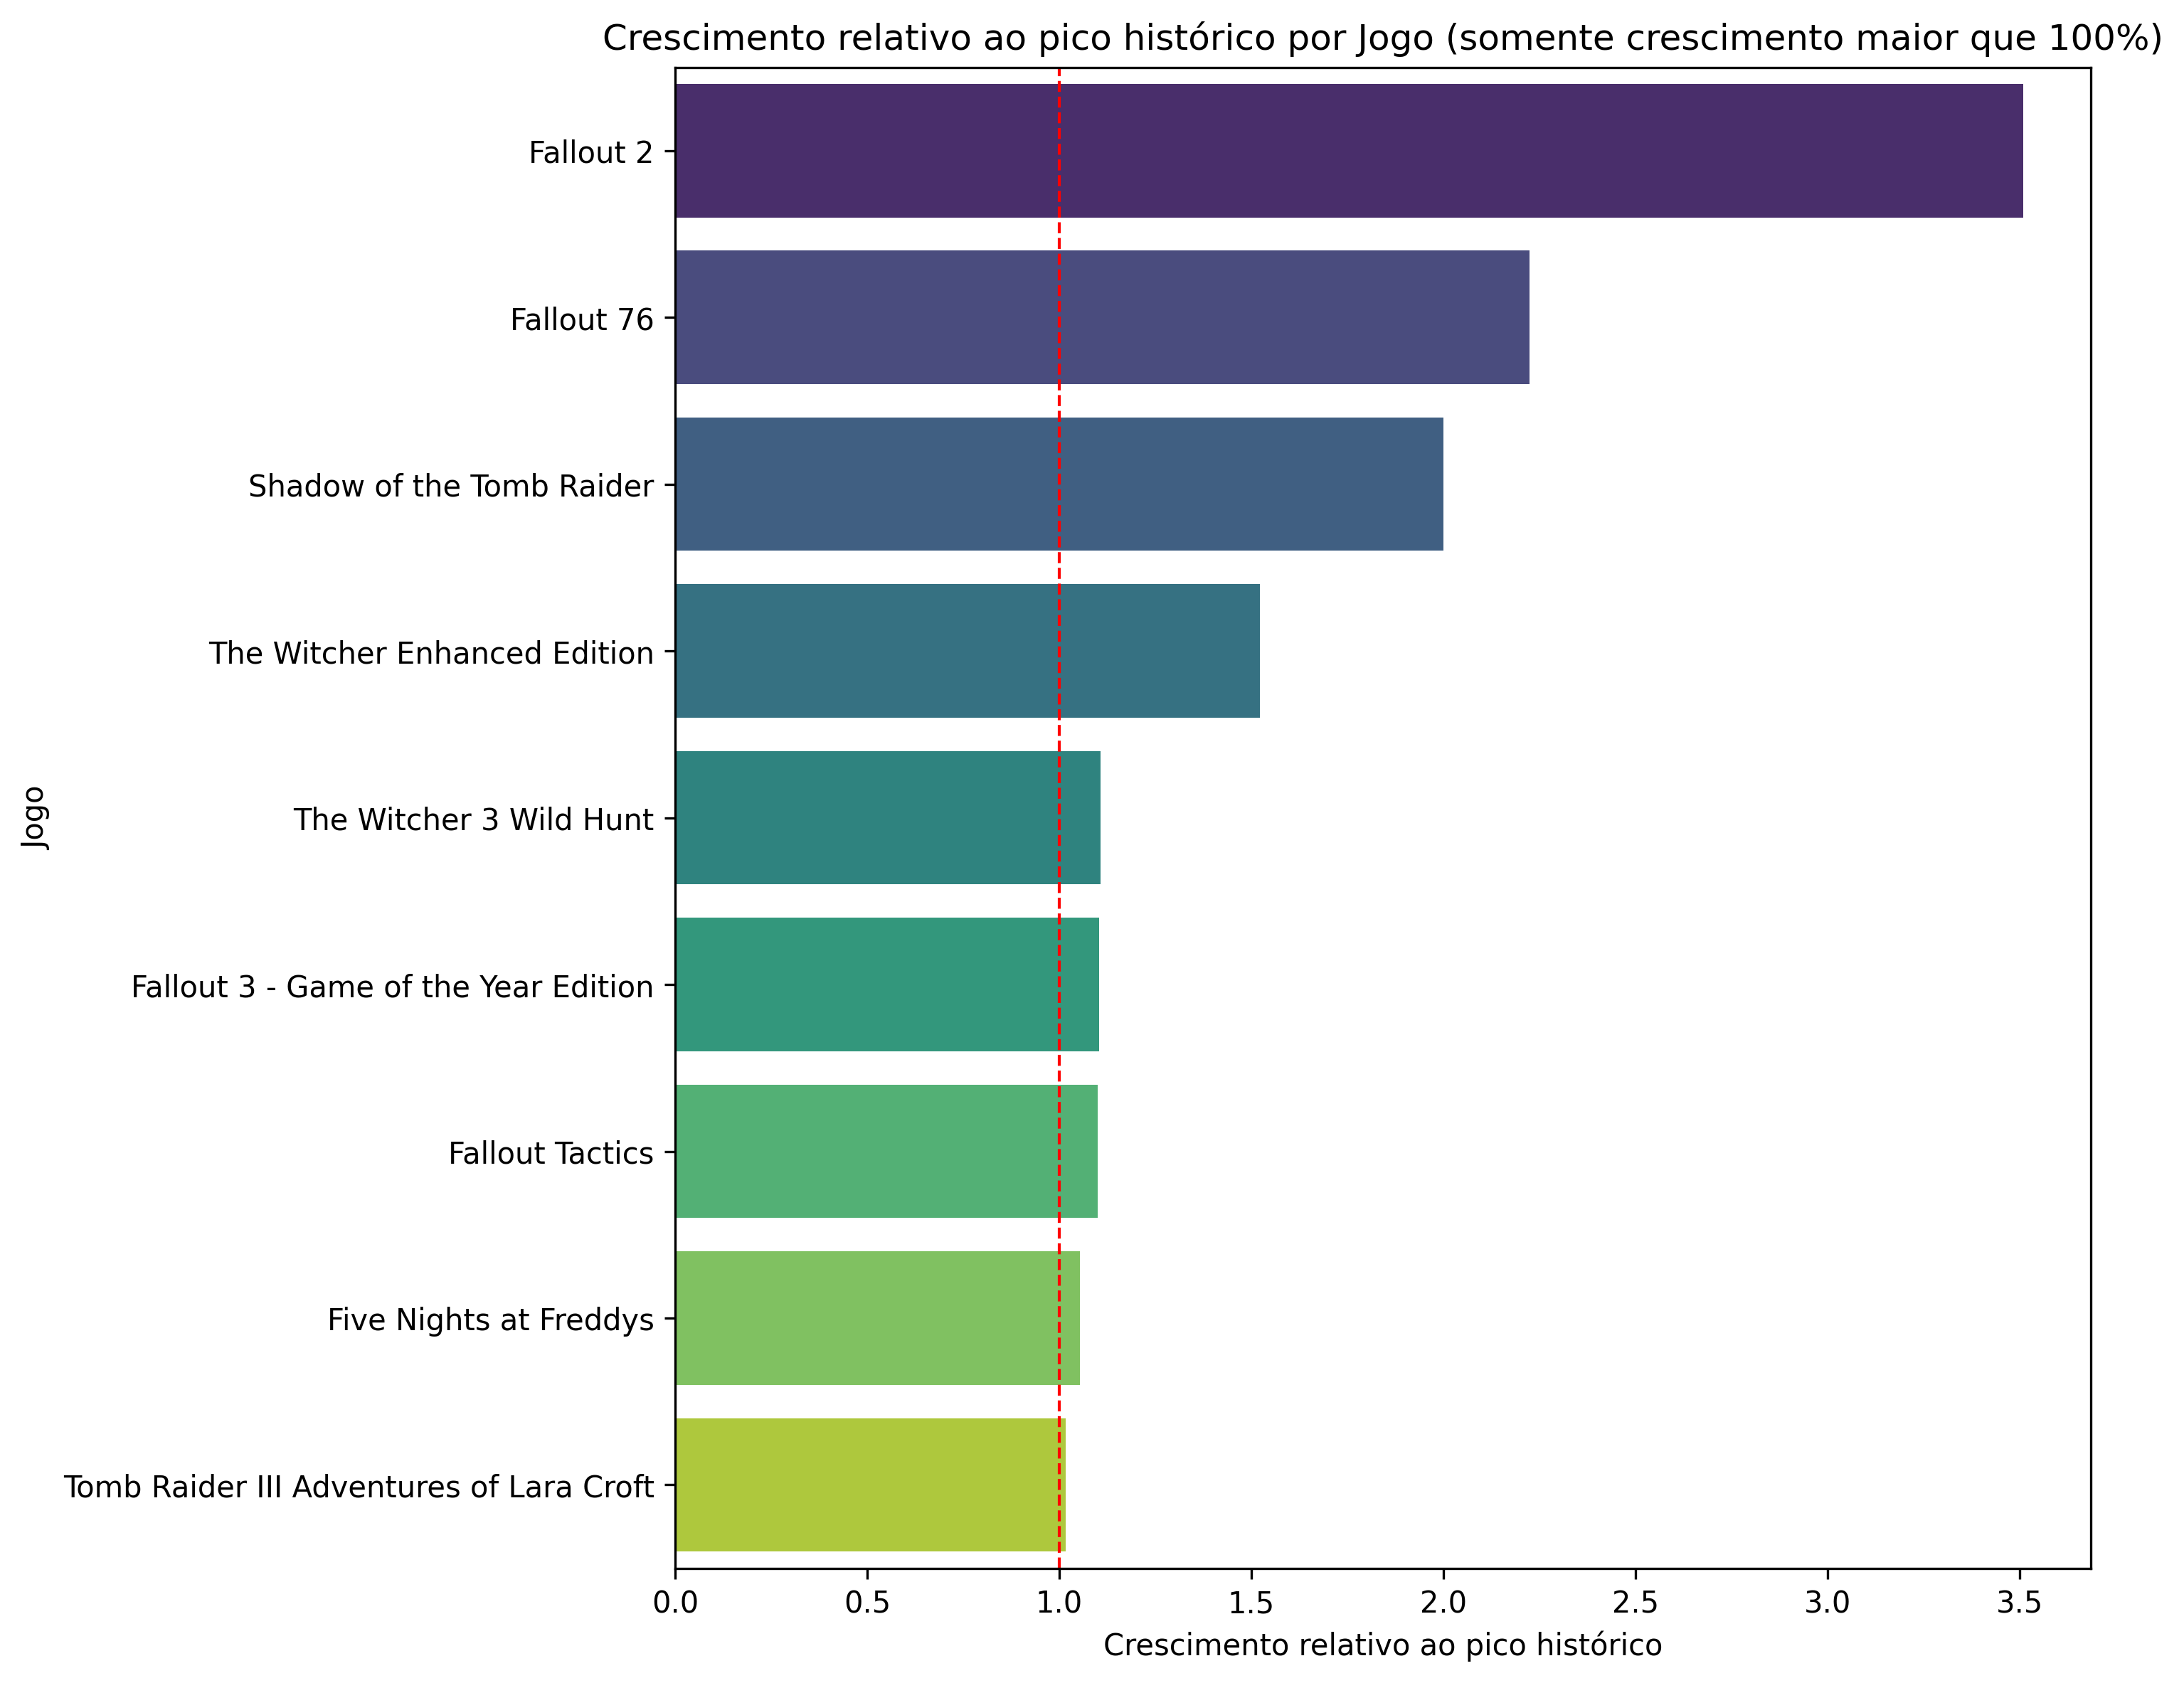 Crescimento relativo ao pico histórico por Jogo (somente crescimento maior que 100%)
Fallout 2
Fallout 76
Shadow of the Tomb Raider
The Witcher Enhanced Edition
The Witcher 3 Wild Hunt
Fallout 3 - Game of the Year Edition
Fallout Tactics
Five Nights at Freddys
Tomb Raider III Adventures of Lara Croft
Jogo
0.0 0.5 1.0 1.5 2.0 2.5 3.0 3.5
Crescimento relativo ao pico histórico